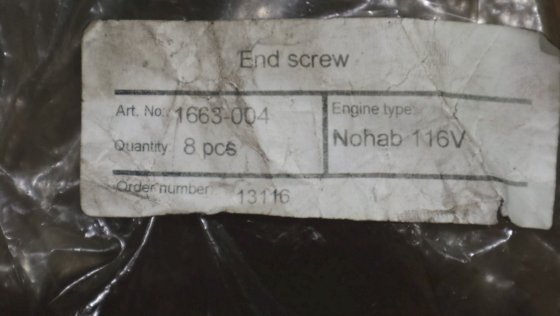 End screw
Art. No: 1663-004
Engine type:
Quantity: 8 pcs
Nohab 116V
Order number: 13116